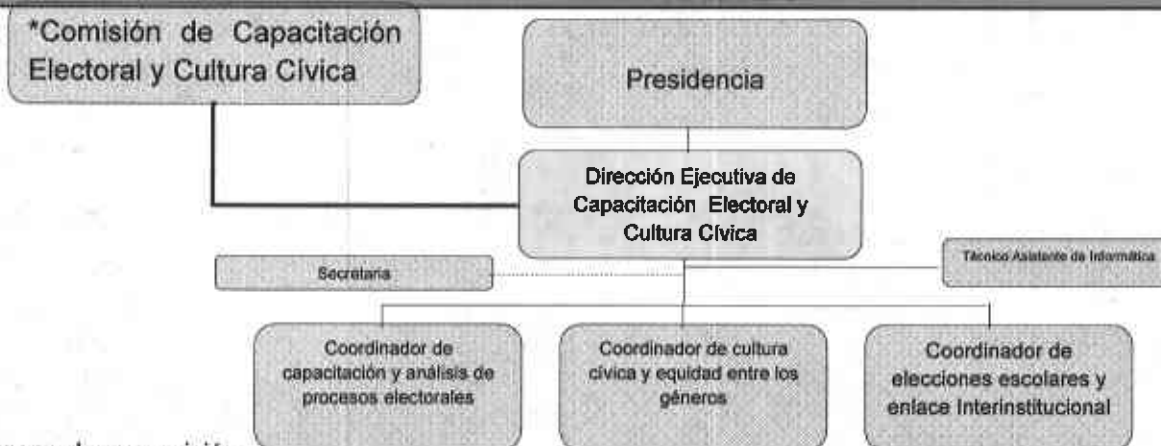 *Comisión de Capacitación
Electoral y Cultura Cívica
Presidencia
Dirección Ejecutiva de
Capacitación Electoral y
Cultura Cívica
Secretaria
Técnico Asistente de Informática
Coordinador de
capacitación y análisis de
procesos electorales
Coordinador de cultura
cívica y equidad entre los
géneros
Coordinador de
elecciones escolares y
enlace Interinstitucional